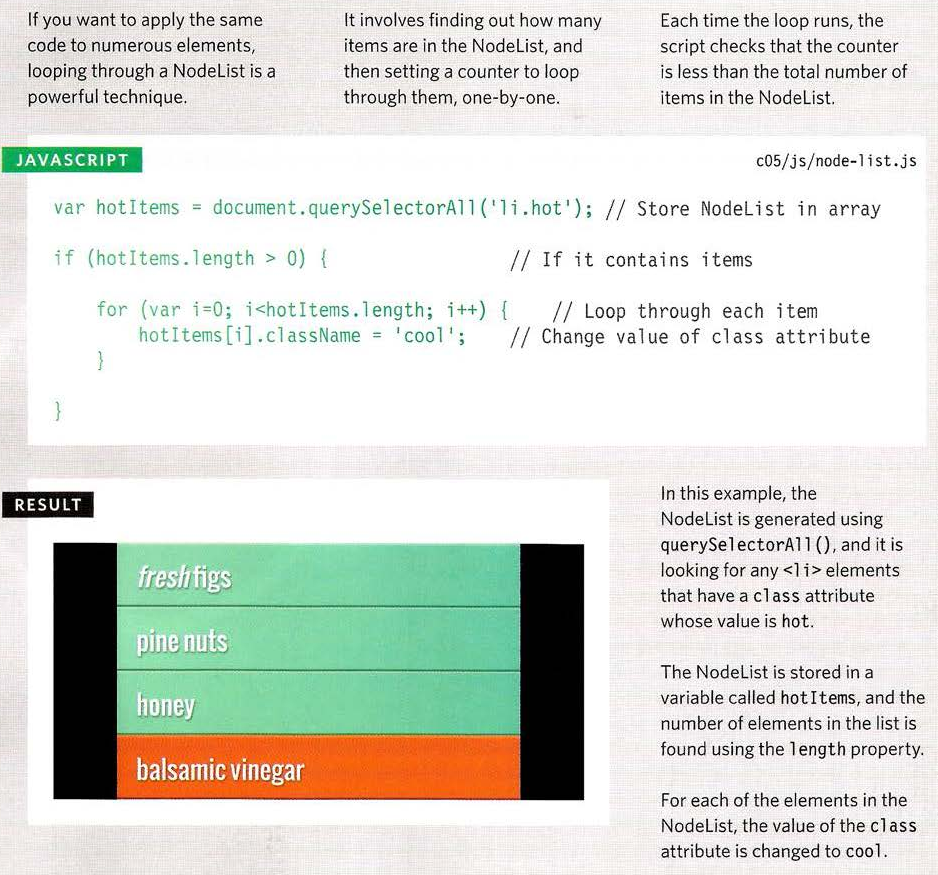 If you want to apply the same
code to numerous elements,
looping through a NodeList is a
powerful technique.
It involves finding out how many
items are in the NodeList, and
then setting a counter to loop
through them, one-by-one.
Each time the loop runs, the
script checks that the counter
is less than the total number of
items in the NodeList.
JAVASCRIPT
c05/js/node-list.js
var hotItems = document.querySelectorAll('li.hot'); // Store NodeList in array
if (hotItems.length > 0) { // If it contains items
for (var i=0; i<hotItems.length; i++) { // Loop through each item
hotItems[i].className = 'cool'; // Change value of class attribute
}
}
RESULT
fresh figs
pine nuts
honey
balsamic vinegar
In this example, the
NodeList is generated using
querySelectorAll(), and it is
looking for any <li> elements
that have a class attribute
whose value is hot.
The NodeList is stored in a
variable called hotItems, and the
number of elements in the list is
found using the length property.
For each of the elements in the
NodeList, the value of the class
attribute is changed to cool.